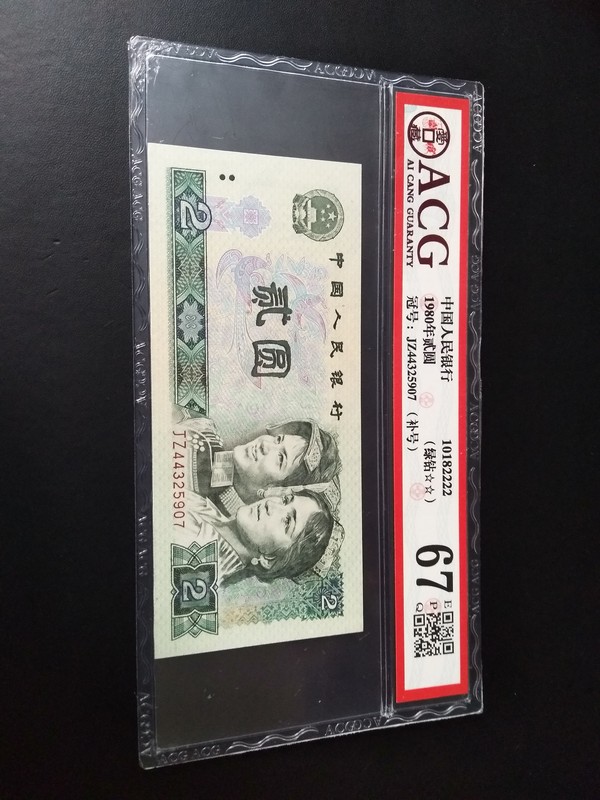 愛藏
ACG
AI CANG GUARANTY
中国人民银行
1980年贰圆
冠号：JZ44325907（补号）
10182222
（绿钻☆☆）
67
E
P
Q
中国人民银行
贰圆
2
JZ44325907
2
2